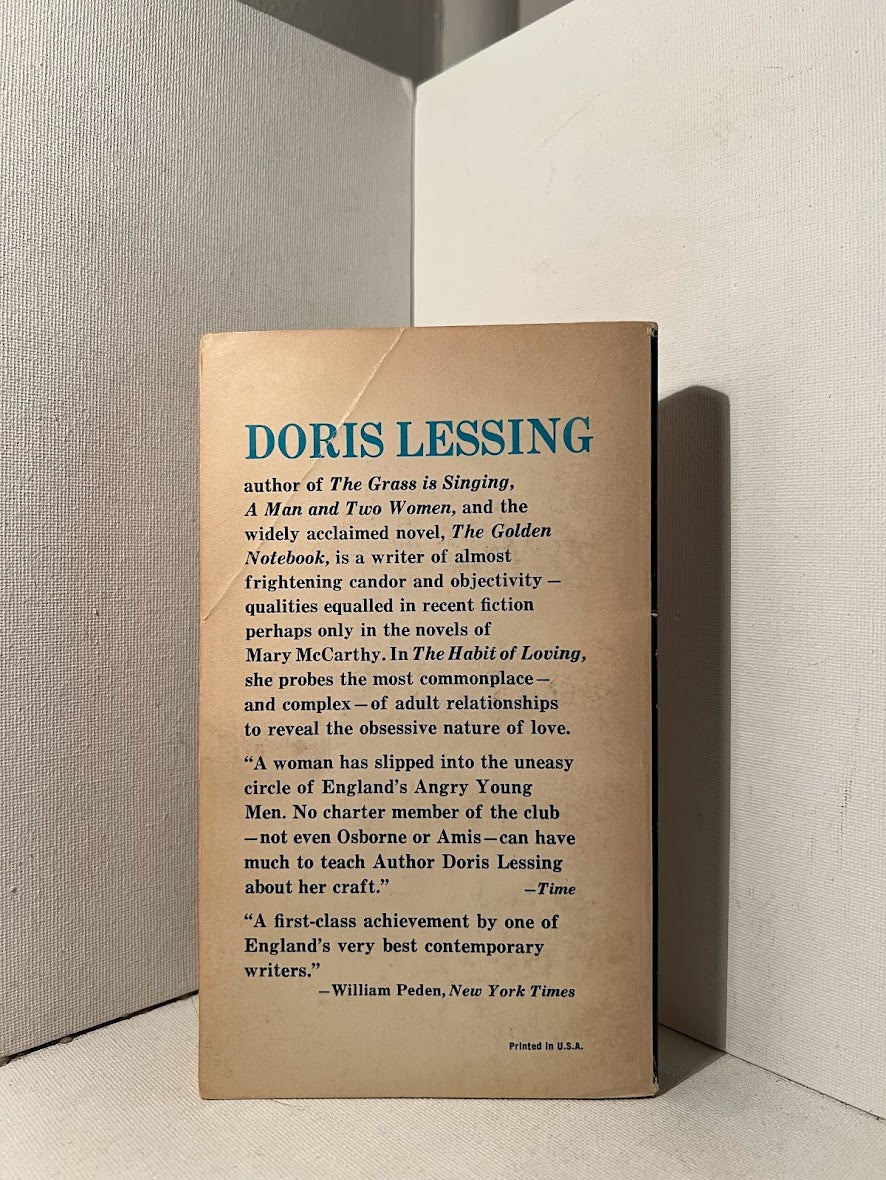 DORIS LESSING
author of The Grass is Singing,
A Man and Two Women, and the
widely acclaimed novel, The Golden
Notebook, is a writer of almost
frightening candor and objectivity —
qualities equalled in recent fiction
perhaps only in the novels of
Mary McCarthy. In The Habit of Loving,
she probes the most commonplace —
and complex — of adult relationships
to reveal the obsessive nature of love.
“A woman has slipped into the uneasy
circle of England’s Angry Young
Men. No charter member of the club
—not even Osborne or Amis—can have
much to teach Author Doris Lessing
about her craft.” —Time
“A first-class achievement by one of
England’s very best contemporary
writers.”
—William Peden, New York Times
Printed in U.S.A.